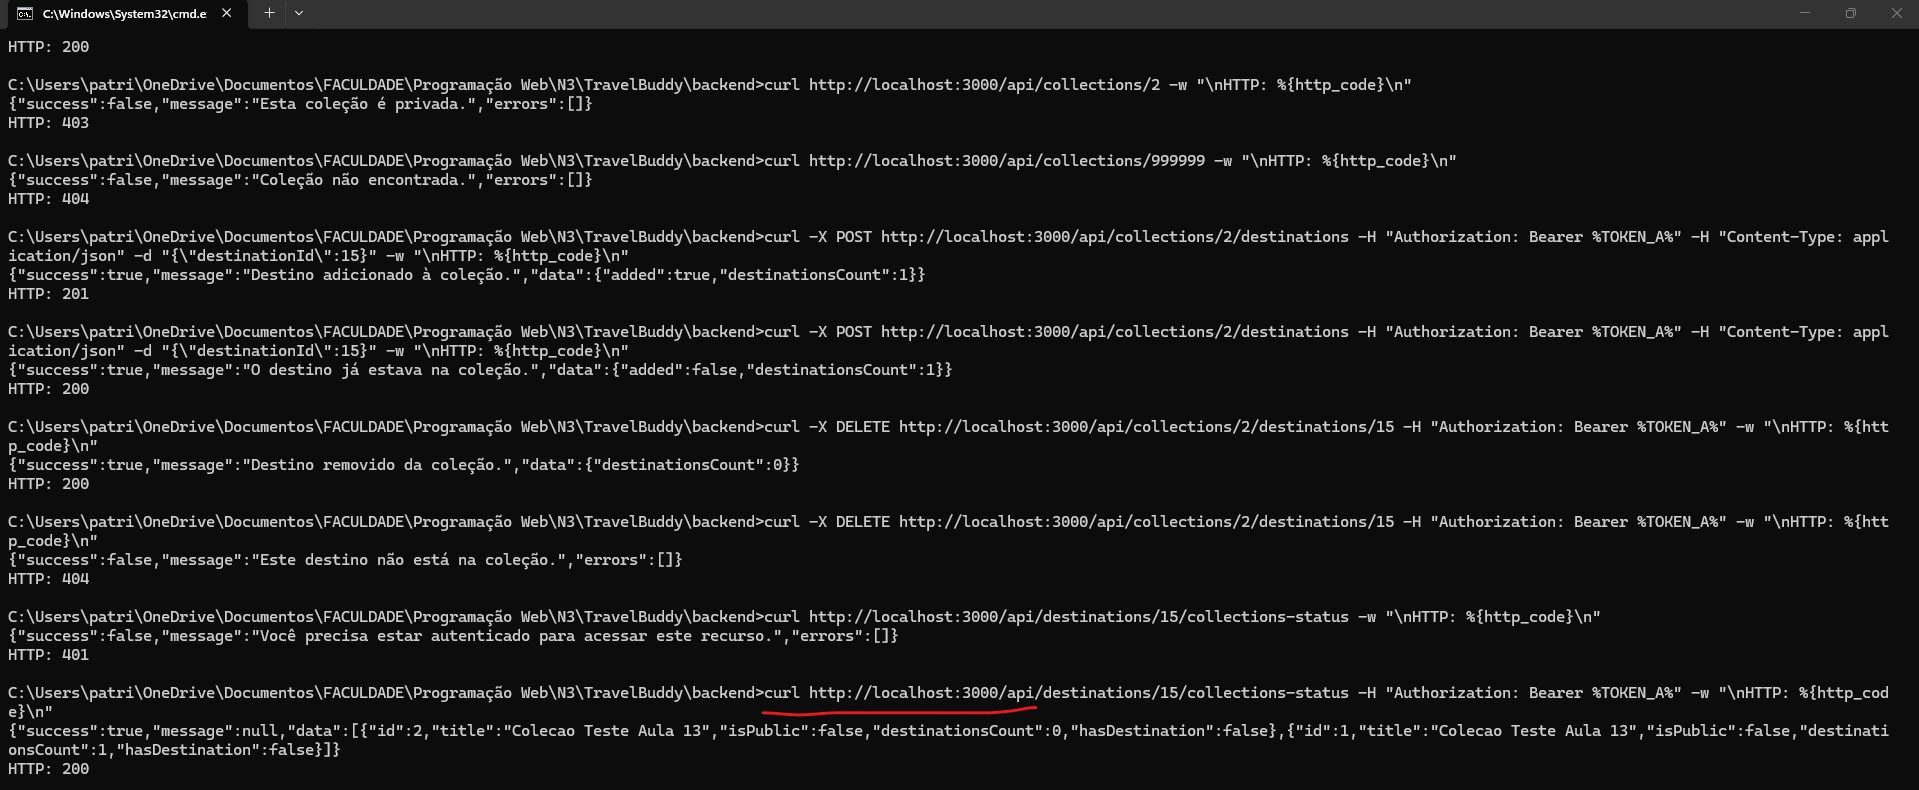 C:\Windows\System32\cmd.e
HTTP: 200
C:\Users\patri\OneDrive\Documentos\FACULDADE\Programação Web\N3\TravelBuddy\backend>curl http://localhost:3000/api/collections/2 -w "\nHTTP: %{http_code}\n"
{"success":false,"message":"Esta coleção é privada.","errors":[]}
HTTP: 403
C:\Users\patri\OneDrive\Documentos\FACULDADE\Programação Web\N3\TravelBuddy\backend>curl http://localhost:3000/api/collections/999999 -w "\nHTTP: %{http_code}\n"
{"success":false,"message":"Coleção não encontrada.","errors":[]}
HTTP: 404
C:\Users\patri\OneDrive\Documentos\FACULDADE\Programação Web\N3\TravelBuddy\backend>curl -X POST http://localhost:3000/api/collections/2/destinations -H "Authorization: Bearer %TOKEN_A%" -H "Content-Type: appl
ication/json" -d "{\"destinationId\":15}" -w "\nHTTP: %{http_code}\n"
{"success":true,"message":"Destino adicionado à coleção.","data":{"added":true,"destinationsCount":1}}
HTTP: 201
C:\Users\patri\OneDrive\Documentos\FACULDADE\Programação Web\N3\TravelBuddy\backend>curl -X POST http://localhost:3000/api/collections/2/destinations -H "Authorization: Bearer %TOKEN_A%" -H "Content-Type: appl
ication/json" -d "{\"destinationId\":15}" -w "\nHTTP: %{http_code}\n"
{"success":true,"message":"O destino já estava na coleção.","data":{"added":false,"destinationsCount":1}}
HTTP: 200
C:\Users\patri\OneDrive\Documentos\FACULDADE\Programação Web\N3\TravelBuddy\backend>curl -X DELETE http://localhost:3000/api/collections/2/destinations/15 -H "Authorization: Bearer %TOKEN_A%" -w "\nHTTP: %{htt
p_code}\n"
{"success":true,"message":"Destino removido da coleção.","data":{"destinationsCount":0}}
HTTP: 200
C:\Users\patri\OneDrive\Documentos\FACULDADE\Programação Web\N3\TravelBuddy\backend>curl -X DELETE http://localhost:3000/api/collections/2/destinations/15 -H "Authorization: Bearer %TOKEN_A%" -w "\nHTTP: %{htt
p_code}\n"
{"success":false,"message":"Este destino não está na coleção.","errors":[]}
HTTP: 404
C:\Users\patri\OneDrive\Documentos\FACULDADE\Programação Web\N3\TravelBuddy\backend>curl http://localhost:3000/api/destinations/15/collections-status -w "\nHTTP: %{http_code}\n"
{"success":false,"message":"Você precisa estar autenticado para acessar este recurso.","errors":[]}
HTTP: 401
C:\Users\patri\OneDrive\Documentos\FACULDADE\Programação Web\N3\TravelBuddy\backend>curl http://localhost:3000/api/destinations/15/collections-status -H "Authorization: Bearer %TOKEN_A%" -w "\nHTTP: %{http_cod
e}\n"
{"success":true,"message":null,"data":[{"id":2,"title":"Colecao Teste Aula 13","isPublic":false,"destinationsCount":0,"hasDestination":false},{"id":1,"title":"Colecao Teste Aula 13","isPublic":false,"destinati
onsCount":1,"hasDestination":false}]}
HTTP: 200